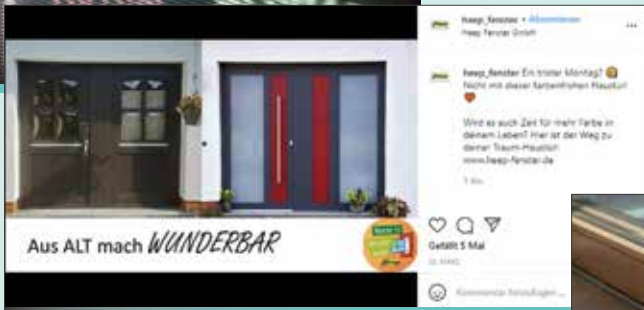 heep_fenster • Abonnieren
Heep Fenster GmbH
heep_fenster Ein trister Montag?
Nicht mit dieser farbenfrohen Haustür!
Wird es auch Zeit für mehr Farbe in
deinem Leben? Hier ist der Weg zu
deiner Traum-Haustür:
www.heep-fenster.de
Aus ALT mach WUNDERBAR
Gefällt 5 Mal
Kommentar hinzufügen ...